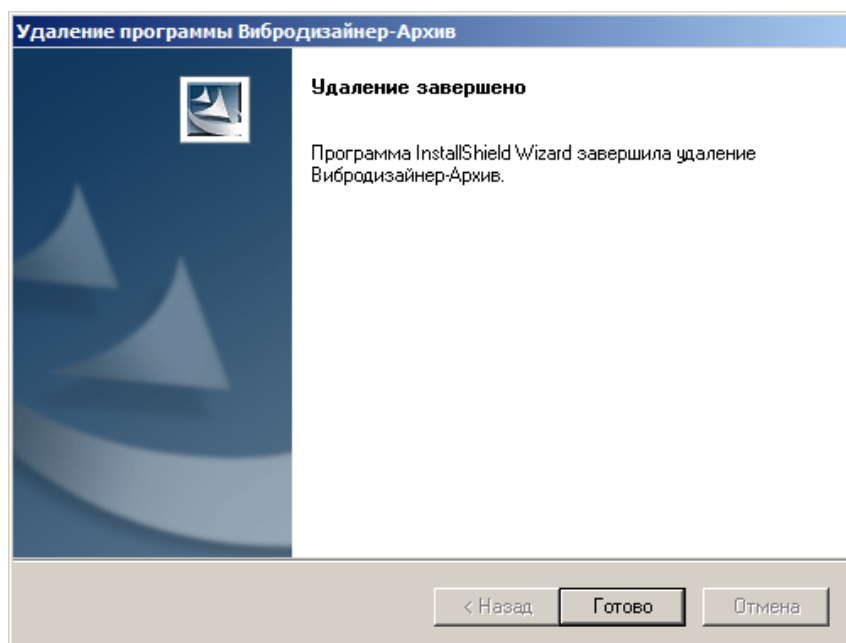 Удаление программы Вибродизайнер-Архив
Удаление завершено
Программа InstallShield Wizard завершила удаление
Вибродизайнер-Архив.
< Назад
Готово
Отмена